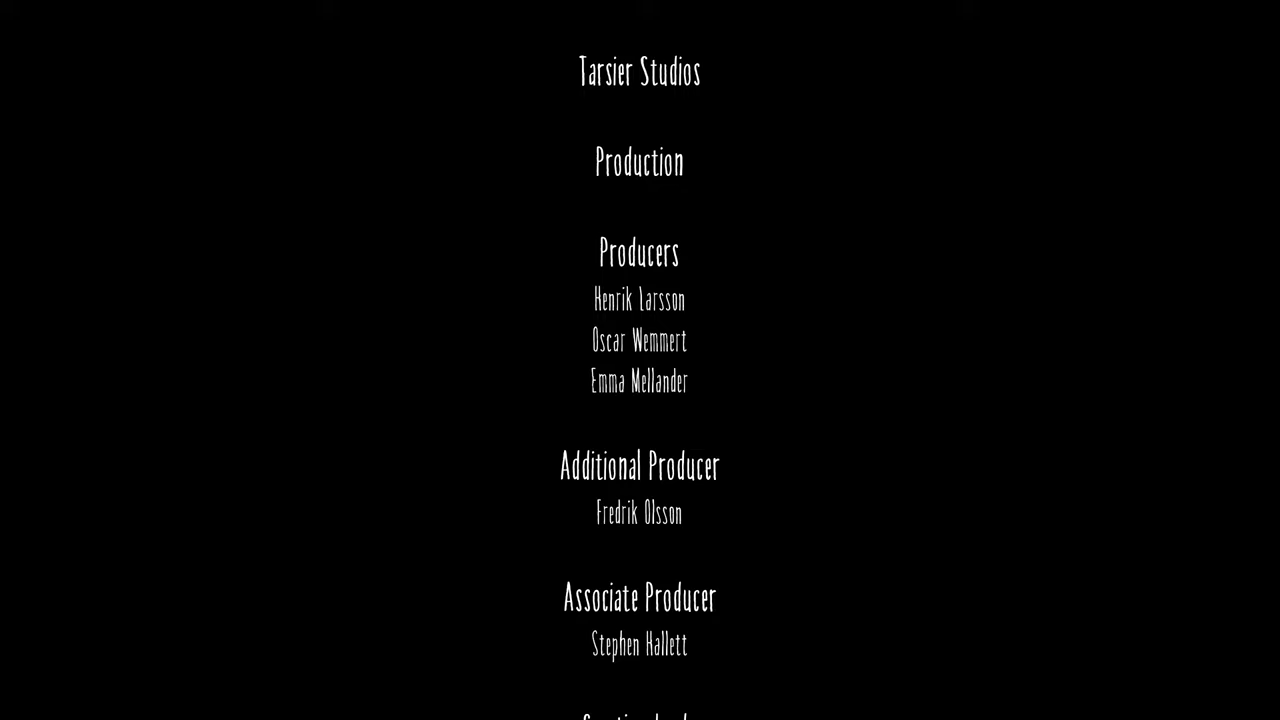 Tarsier Studios
Production
Producers
Henrik Larsson
Oscar Wemmert
Emma Mellander
Additional Producer
Fredrik Olsson
Associate Producer
Stephen Hallett